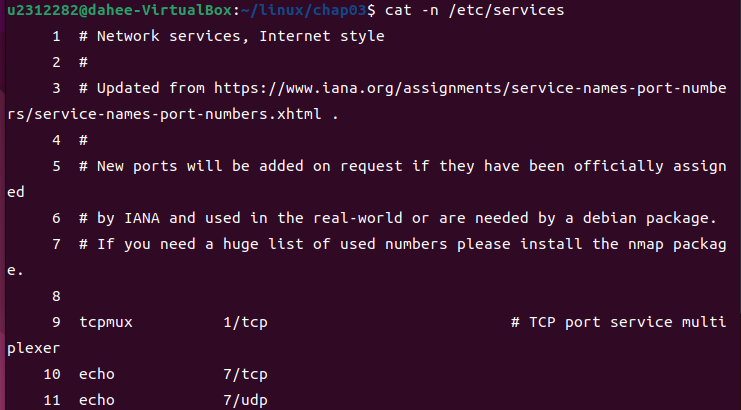 u2312282@dahee-VirtualBox:~/linux/chap03$ cat -n /etc/services
     1  # Network services, Internet style
     2  #
     3  # Updated from https://www.iana.org/assignments/service-names-port-numbe
rs/service-names-port-numbers.xhtml .
     4  #
     5  # New ports will be added on request if they have been officially assign
ed
     6  # by IANA and used in the real-world or are needed by a debian package.
     7  # If you need a huge list of used numbers please install the nmap packag
e.
     8
     9  tcpmux          1/tcp                           # TCP port service multi
plexer
    10  echo            7/tcp
    11  echo            7/udp